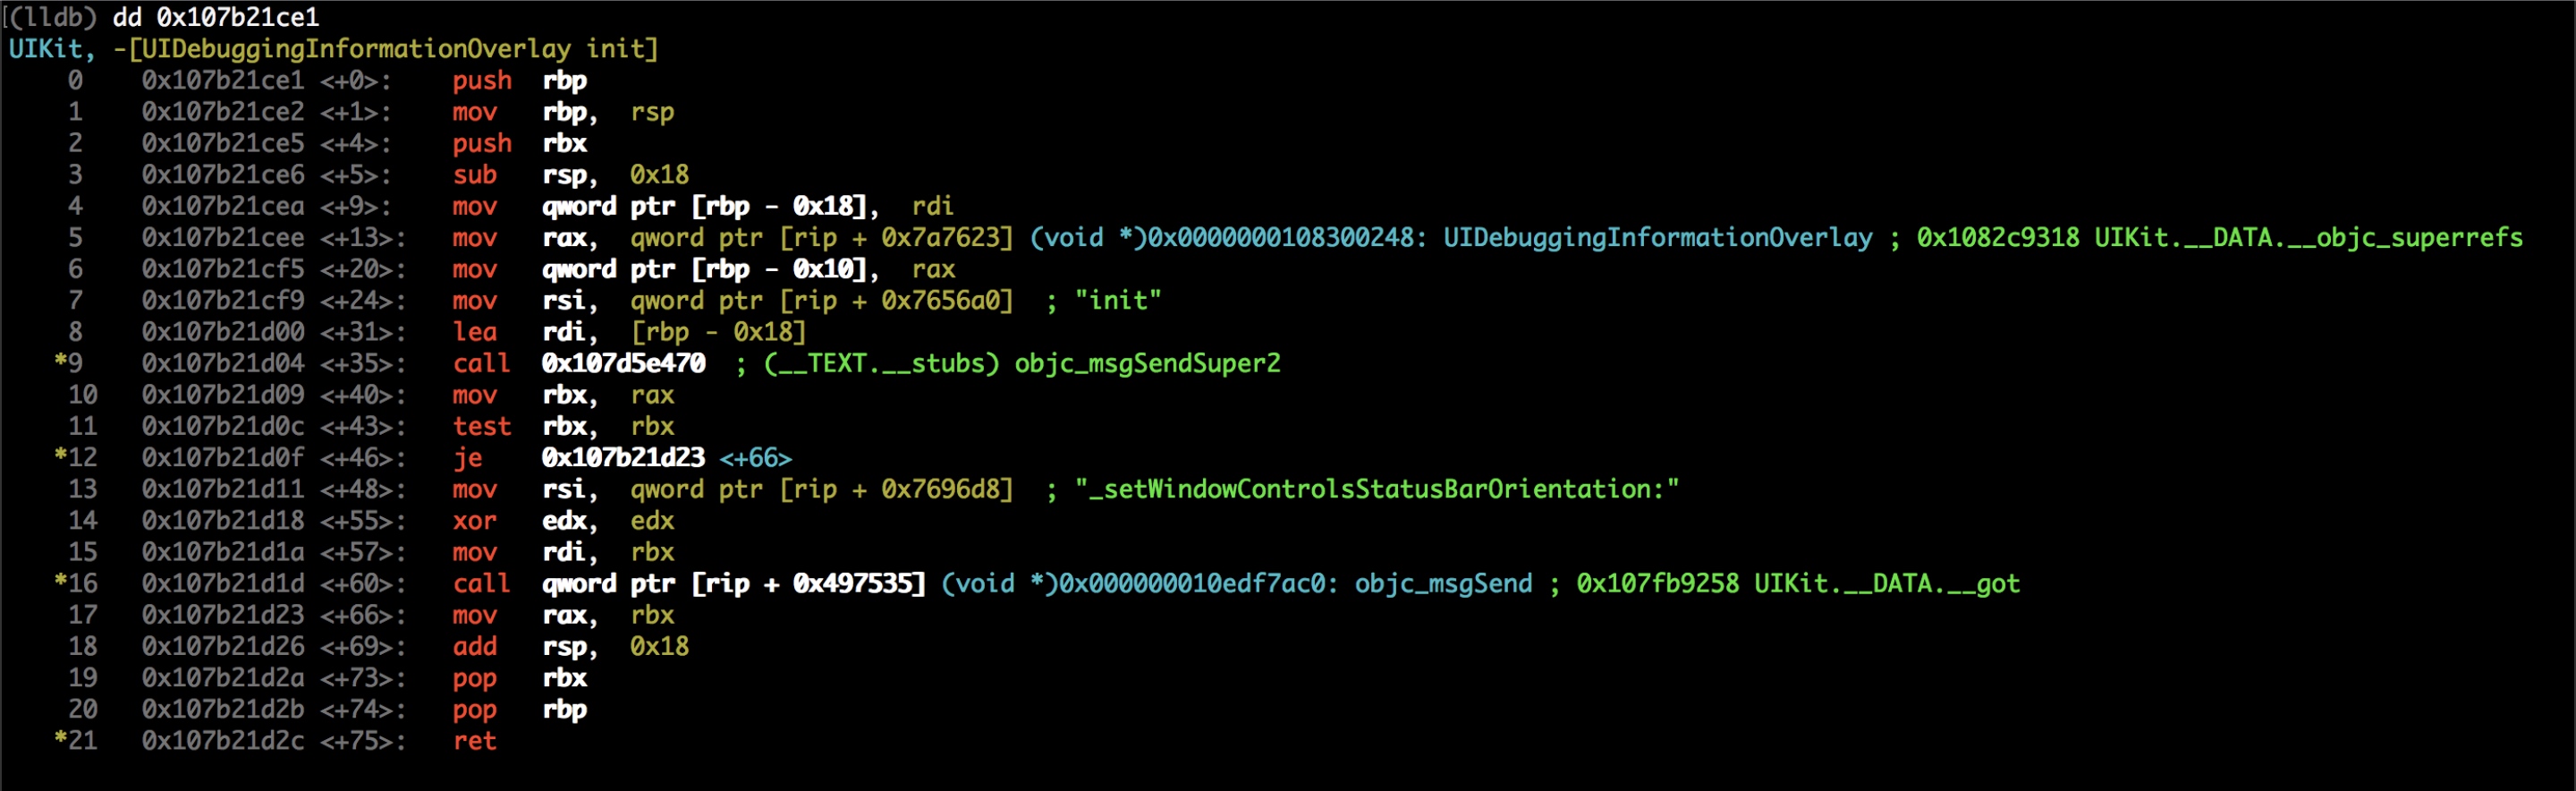 [(lldb) dd 0x107b21ce1
UIKit, -[UIDebuggingInformationOverlay init]
0 0x107b21ce1 <+0>: push rbp
1 0x107b21ce2 <+1>: mov rbp, rsp
2 0x107b21ce5 <+4>: push rbx
3 0x107b21ce6 <+5>: sub rsp, 0x18
4 0x107b21cea <+9>: mov qword ptr [rbp - 0x18], rdi
5 0x107b21cee <+13>: mov rax, qword ptr [rip + 0x7a7623] (void *)0x0000000108300248: UIDebuggingInformationOverlay ; 0x1082c9318 UIKit.__DATA.__objc_superrefs
6 0x107b21cf5 <+20>: mov qword ptr [rbp - 0x10], rax
7 0x107b21cf9 <+24>: mov rsi, qword ptr [rip + 0x7656a0] ; "init"
8 0x107b21d00 <+31>: lea rdi, [rbp - 0x18]
*9 0x107b21d04 <+35>: call 0x107d5e470 ; (__TEXT.__stubs) objc_msgSendSuper2
10 0x107b21d09 <+40>: mov rbx, rax
11 0x107b21d0c <+43>: test rbx, rbx
*12 0x107b21d0f <+46>: je 0x107b21d23 <+66>
13 0x107b21d11 <+48>: mov rsi, qword ptr [rip + 0x7696d8] ; "_setWindowControlsStatusBarOrientation:"
14 0x107b21d18 <+55>: xor edx, edx
15 0x107b21d1a <+57>: mov rdi, rbx
*16 0x107b21d1d <+60>: call qword ptr [rip + 0x497535] (void *)0x000000010edf7ac0: objc_msgSend ; 0x107fb9258 UIKit.__DATA.__got
17 0x107b21d23 <+66>: mov rax, rbx
18 0x107b21d26 <+69>: add rsp, 0x18
19 0x107b21d2a <+73>: pop rbx
20 0x107b21d2b <+74>: pop rbp
*21 0x107b21d2c <+75>: ret